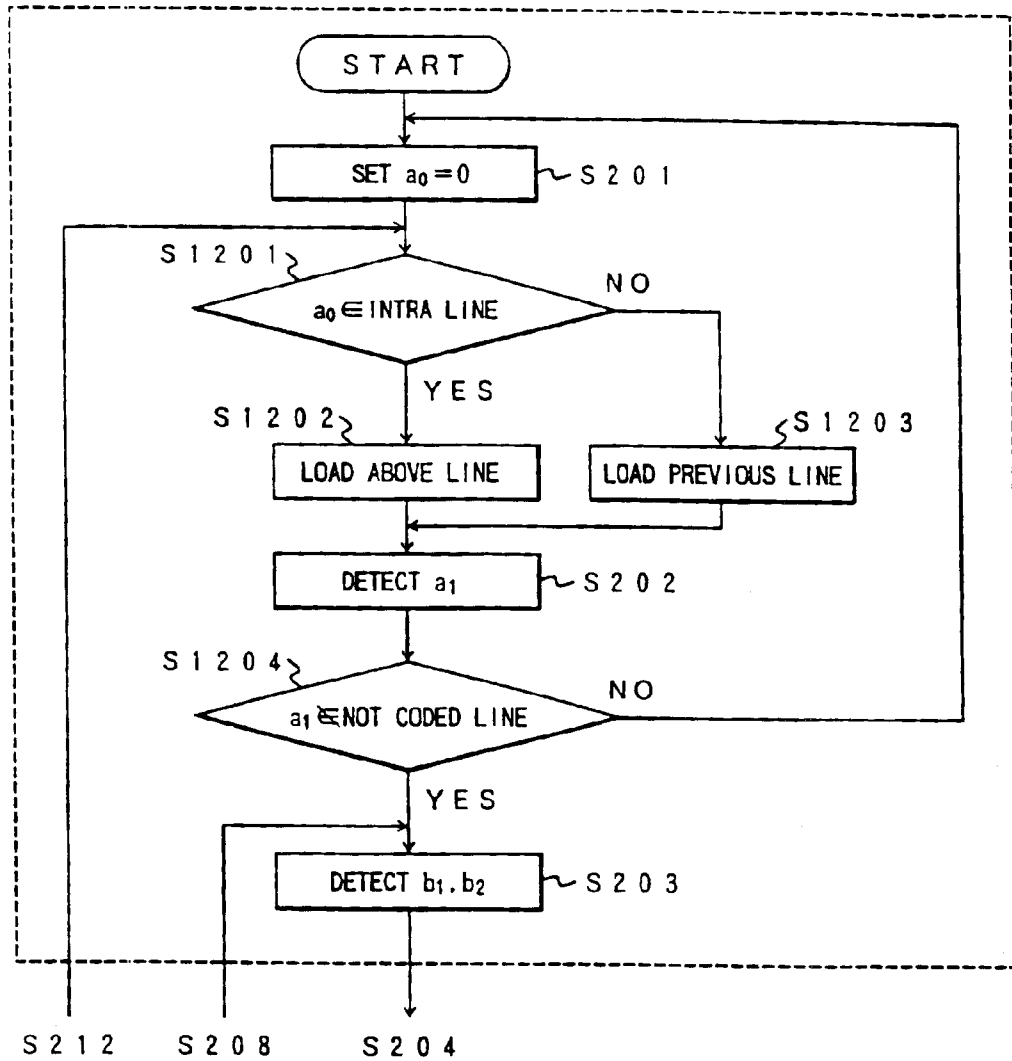 START
SET a₀=0
S201
S1201
a₀∈INTRA LINE
NO
YES
S1202
S1203
LOAD ABOVE LINE
LOAD PREVIOUS LINE
DETECT a₁
S202
S1204
a₁∉NOT CODED LINE
NO
YES
DETECT b₁.b₂
S203
S212
S208
S204